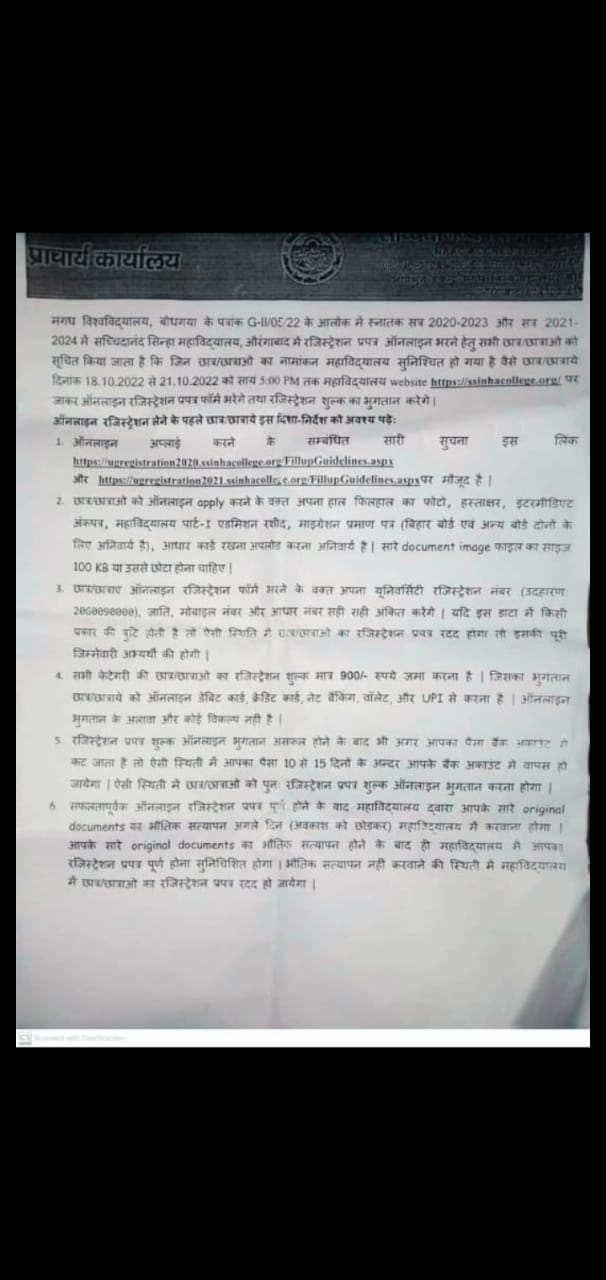 प्राचार्य कार्यालय
मगध विश्वविद्यालय, बोधगया के पत्रांक G-II/05/22 के आलोक में स्नातक सत्र 2020-2023 और सत्र 2021-
2024 में सच्चिदानंद सिन्हा महाविद्यालय, औरंगाबाद में रजिस्ट्रेशन प्रपत्र ऑनलाइन भरने हेतु सभी छात्र/छात्राओं को
सूचित किया जाता है कि जिन छात्र/छात्राओ का नामांकन महाविद्यालय सुनिश्चित हो गया है वैसे छात्र/छात्राये
दिनाक 18.10.2022 से 21.10.2022 को सायं 5:00 PM तक महाविद्यालय website https://ssinhacollege.org/ पर
जाकर ऑनलाइन रजिस्ट्रेशन प्रपत्र फॉर्म भरेगे तथा रजिस्ट्रेशन शुल्क का भुगतान करेगे |
ऑनलाइन रजिस्ट्रेशन लेने के पहले छात्र/छात्राये इस दिशा-निर्देश को अवश्य पढ़े:
1. ऑनलाइन अप्लाई करने के सम्बंधित सारी सुचना इस लिंक
https://ugregistration2020.ssinhacollege.org/FillupGuidelines.aspx
और https://ugregistration2021.ssinhacollege.org/FillupGuidelines.aspxपर मौजूद है |
2. छात्र/छात्राओ को ऑनलाइन apply करने के वक्त अपना हाल फिलहाल का फोटो, हस्ताक्षर, इंटरमीडिएट
अंकपत्र, महाविद्यालय पार्ट-I एडमिशन रशीद, माइग्रेशन प्रमाण पत्र (बिहार बोर्ड एवं अन्य बोर्ड दोनों के
लिए अनिवार्य है), आधार कार्ड रखना अपलोड करना अनिवार्य है | सारे document image फाइल का साइज
100 KB या उससे छोटा होना चाहिए |
3. छात्र/छात्राए ऑनलाइन रजिस्ट्रेशन फॉर्म भरने के वक्त अपना यूनिवर्सिटी रजिस्ट्रेशन नंबर (उदहारण:
20G0090000), जाति, मोबाइल नंबर और आधार नंबर सही सही अंकित करेगे | यदि इस डाटा में किसी
प्रकार की त्रुटि होती है तो ऐसी स्थिति में छात्र/छात्राओ का रजिस्ट्रेशन प्रपत्र रदद होगा तो इसकी पूरी
जिम्मेवारी अभ्यर्थी की होगी |
4. सभी केटेगरी की छात्र/छात्राओ का रजिस्ट्रेशन शुल्क मात्र 900/- रुपये जमा करना है | जिसका भुगतान
छात्र/छात्राये को ऑनलाइन डेबिट कार्ड, क्रेडिट कार्ड, नेट बैंकिंग, वॉलेट, और UPI से करना है | ऑनलाइन
भुगतान के अलावा और कोई विकल्प नही है |
5. रजिस्ट्रेशन प्रपत्र शुल्क ऑनलाइन भुगतान असफल होने के बाद भी अगर आपका पैसा बैंक अकाउंट से
कट जाता है तो ऐसी स्थिती में आपका पैसा 10 से 15 दिनों के अन्दर आपके बैंक अकाउंट में वापस हो
जायेगा | ऐसी स्थिती में छात्र/छात्राओं को पुनः रजिस्ट्रेशन प्रपत्र शुल्क ऑनलाइन भुगतान करना होगा |
6. सफलतापूर्वक ऑनलाइन रजिस्ट्रेशन प्रपत्र पूर्ण होने के बाद महाविद्यालय दवारा आपके सारे original
documents का भौतिक सत्यापन अगले दिन (अवकाश को छोड़कर) महाविद्यालय में करवाना होगा |
आपके सारे original documents का भौतिक सत्यापन होने के बाद ही महाविद्यालय में आपका
रजिस्ट्रेशन प्रपत्र पूर्ण होना सुनिचिशित होगा | भौतिक सत्यापन नही करवाने की स्थिती में महाविद्यालय
में छात्र/छात्राओ का रजिस्ट्रेशन प्रपत्र रदद हो जायेगा |
CS Scanned with CamScanner